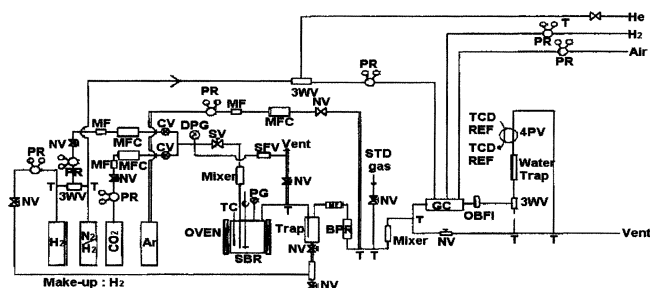 He
T
H2
PR
Air
PR
3WV
PR
PR
MF
MFC
NV
CV
DPG
SV
Vent
SFV
MF
MFC
NV
PR
PR
T
3WV
T
MF
MFC
CV
NV
PR
NV
Mixer
TC
PG
OVEN
SBR
H2
N2
H2
CO2
Ar
NV
Trap
NV
NV
BPR
T T
STD
gas
NV
Mixer
T
GC
OBFI
NV
TCD
REF
4PV
TCD
REF
Water
Trap
3WV
T T
Vent
Make-up : H2